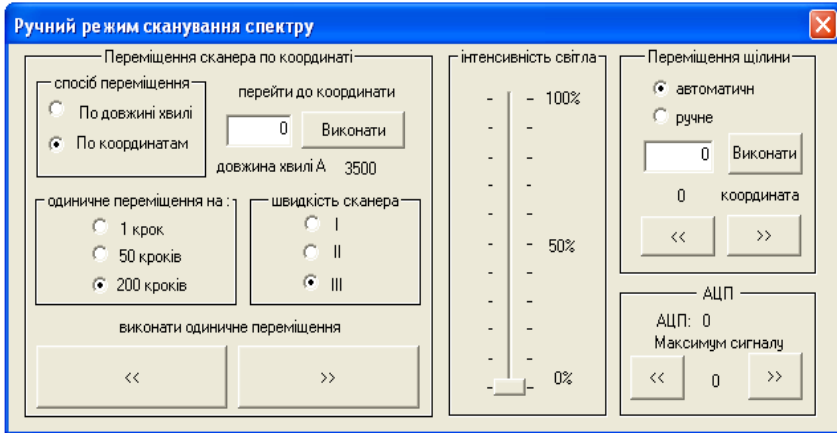 Ручний режим сканування спектру
Переміщення сканера по координаті
спосіб переміщення
По довжині хвилі
По координатам
перейти до координати
0
Виконати
довжина хвилі А 3500
одиничне переміщення на :
1 крок
50 кроків
200 кроків
швидкість сканера
I
II
III
виконати одиничне переміщення
<<
>>
інтенсивність світла
100%
50%
0%
Переміщення щілини
автоматичн
ручне
0
Виконати
0 координата
<<
>>
АЦП
АЦП: 0
Максимум сигналу
<<
0
>>